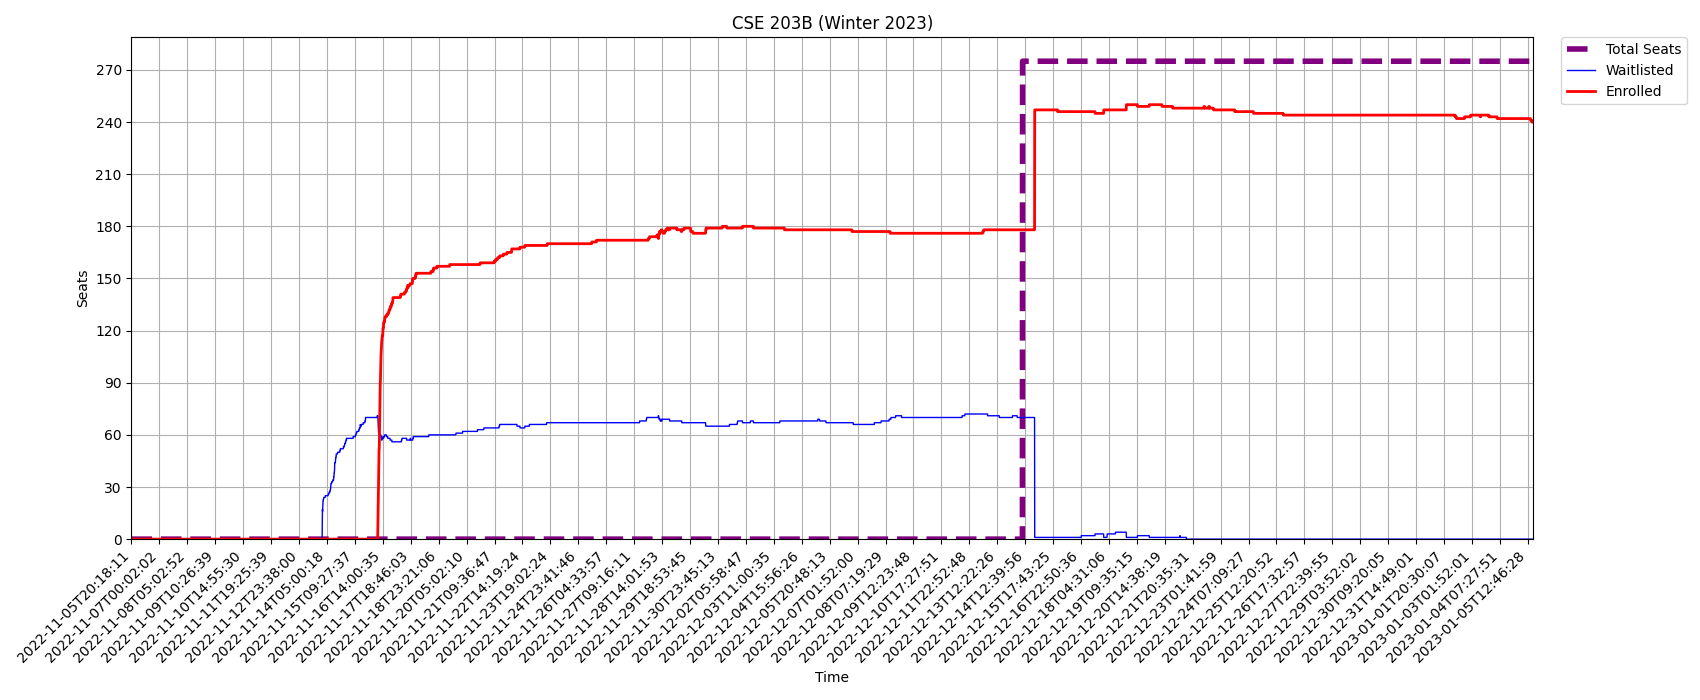 CSE 203B (Winter 2023)
Total Seats
Waitlisted
Enrolled
Seats
270
240
210
180
150
120
90
60
30
0
2022-11-05T20:18:11
2022-11-07T00:02:02
2022-11-08T05:02:52
2022-11-09T10:26:39
2022-11-10T14:55:30
2022-11-11T19:25:39
2022-11-12T23:38:00
2022-11-14T05:00:18
2022-11-15T09:27:37
2022-11-16T14:00:35
2022-11-17T18:46:03
2022-11-18T23:21:06
2022-11-20T05:02:10
2022-11-21T09:36:47
2022-11-22T14:19:24
2022-11-23T19:02:24
2022-11-24T23:41:46
2022-11-26T04:33:57
2022-11-27T09:16:11
2022-11-28T14:01:53
2022-11-29T18:53:45
2022-11-30T23:45:13
2022-12-02T05:58:47
2022-12-03T11:00:35
2022-12-04T15:56:26
2022-12-05T20:48:13
2022-12-07T01:52:00
2022-12-08T07:19:29
2022-12-09T12:23:48
2022-12-10T17:27:51
2022-12-11T22:52:48
2022-12-13T12:22:26
2022-12-14T12:39:56
2022-12-15T17:43:25
2022-12-16T22:50:36
2022-12-18T04:31:06
2022-12-19T09:35:15
2022-12-20T14:38:19
2022-12-21T20:35:31
2022-12-23T01:41:59
2022-12-24T07:09:27
2022-12-25T12:20:52
2022-12-26T17:32:57
2022-12-27T22:39:55
2022-12-29T03:52:02
2022-12-30T09:20:05
2022-12-31T14:49:01
2023-01-01T20:30:07
2023-01-03T01:52:01
2023-01-04T07:27:51
2023-01-05T12:46:28
Time